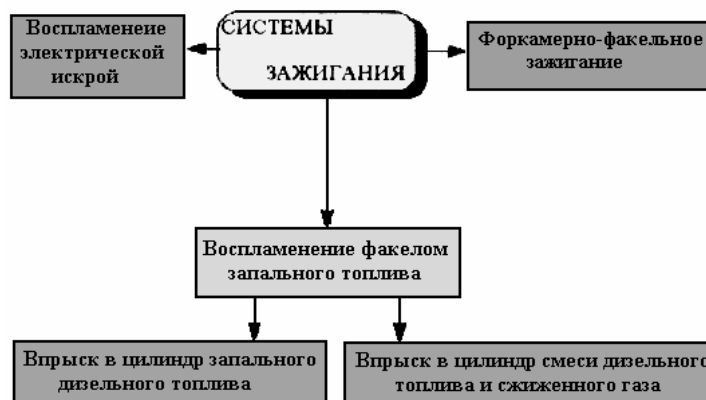 Воспламенеие
электрической
искрой
СИСТЕМЫ
ЗАЖИГАНИЯ
Форкамерно-факельное
зажигание
Воспламенение факелом
запального топлива
Впрыск в цилиндр запального
дизельного топлива
Впрыск в цилиндр смеси дизельного
топлива и сжиженного газа